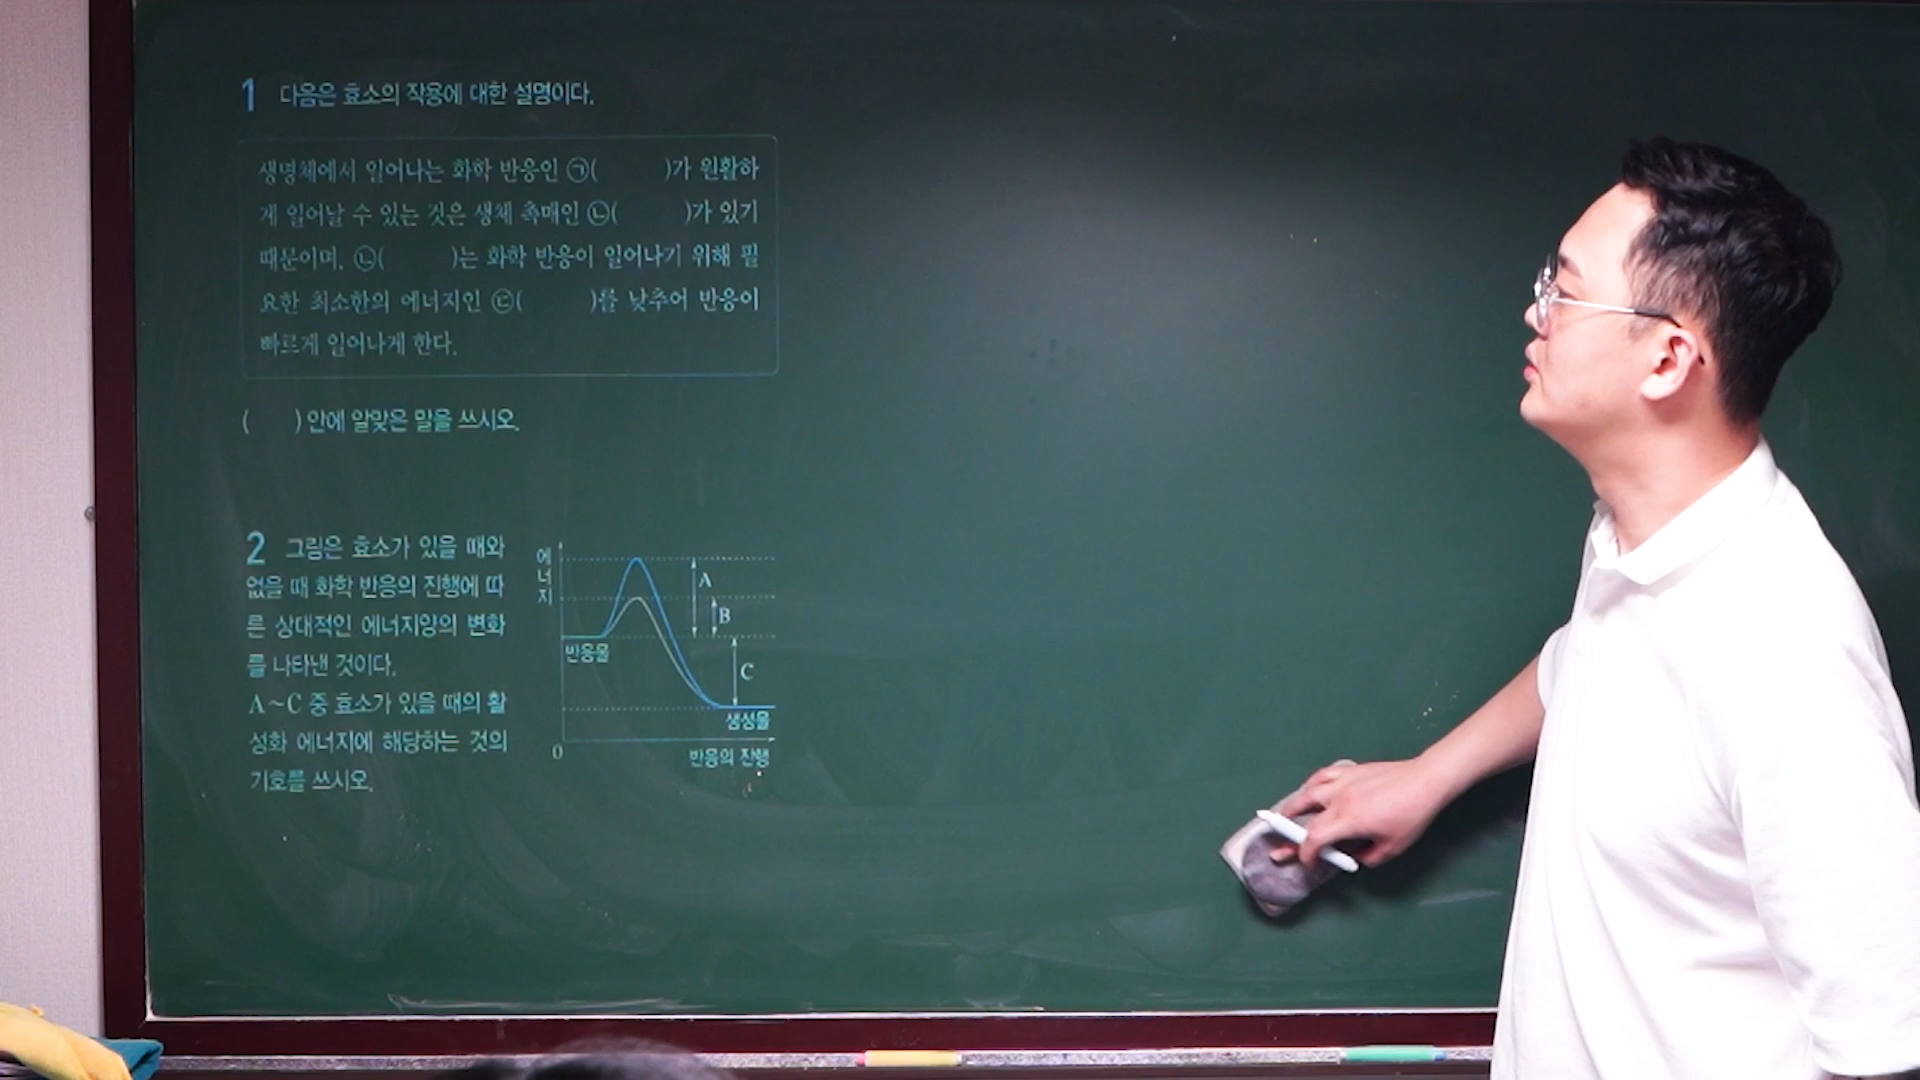 1 다음은 효소의 작용에 대한 설명이다.
생명체에서 일어나는 화학 반응인 ㉠( )가 원활하
게 일어날 수 있는 것은 생체 촉매인 ㉡( )가 있기
때문이며, ㉡( )는 화학 반응이 일어나기 위해 필
요한 최소한의 에너지인 ㉢( )를 낮추어 반응이
빠르게 일어나게 한다.
( ) 안에 알맞은 말을 쓰시오.
2 그림은 효소가 있을 때와
없을 때 화학 반응의 진행에 따
른 상대적인 에너지양의 변화
를 나타낸 것이다.
A~C 중 효소가 있을 때의 활
성화 에너지에 해당하는 것의
기호를 쓰시오.
에너지
A
B
반응물
C
생성물
0
반응의 진행